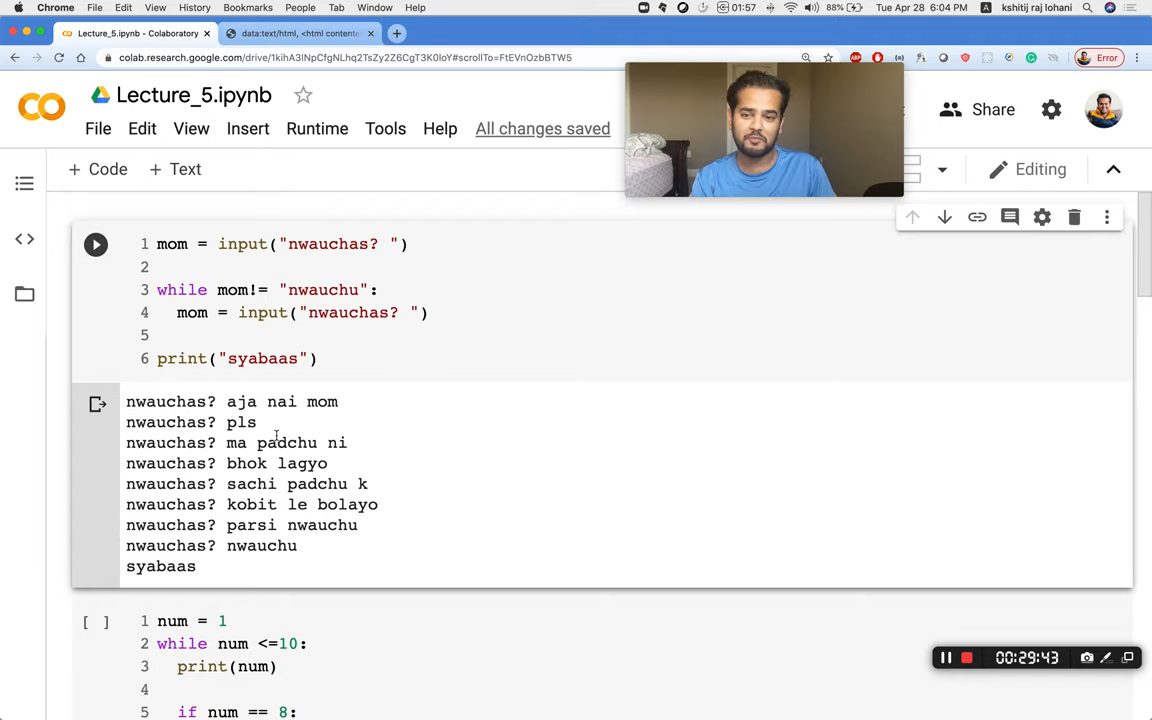 Chrome File Edit View History Bookmarks People Tab Window Help 01:57 88% Tue Apr 28 6:04 PM kshitij raj lohani
Lecture_5.ipynb - Colaboratory
data:text/html, <html contente
colab.research.google.com/drive/1kihA3lNpCfgNLhq2TsZy2Z6CgT3K0loY#scrollTo=FtEVnOzbBTW5 Error
Lecture_5.ipynb
Share
File Edit View Insert Runtime Tools Help All changes saved
+ Code + Text Editing
1 mom = input("nwauchas? ")
2
3 while mom!= "nwauchu":
4 mom = input("nwauchas? ")
5
6 print("syabaas")
nwauchas? aja nai mom
nwauchas? pls
nwauchas? ma padchu ni
nwauchas? bhok lagyo
nwauchas? sachi padchu k
nwauchas? kobit le bolayo
nwauchas? parsi nwauchu
nwauchas? nwauchu
syabaas
[ ] 1 num = 1
2 while num <=10:
3 print(num)
4
5 if num == 8:
00:29:43